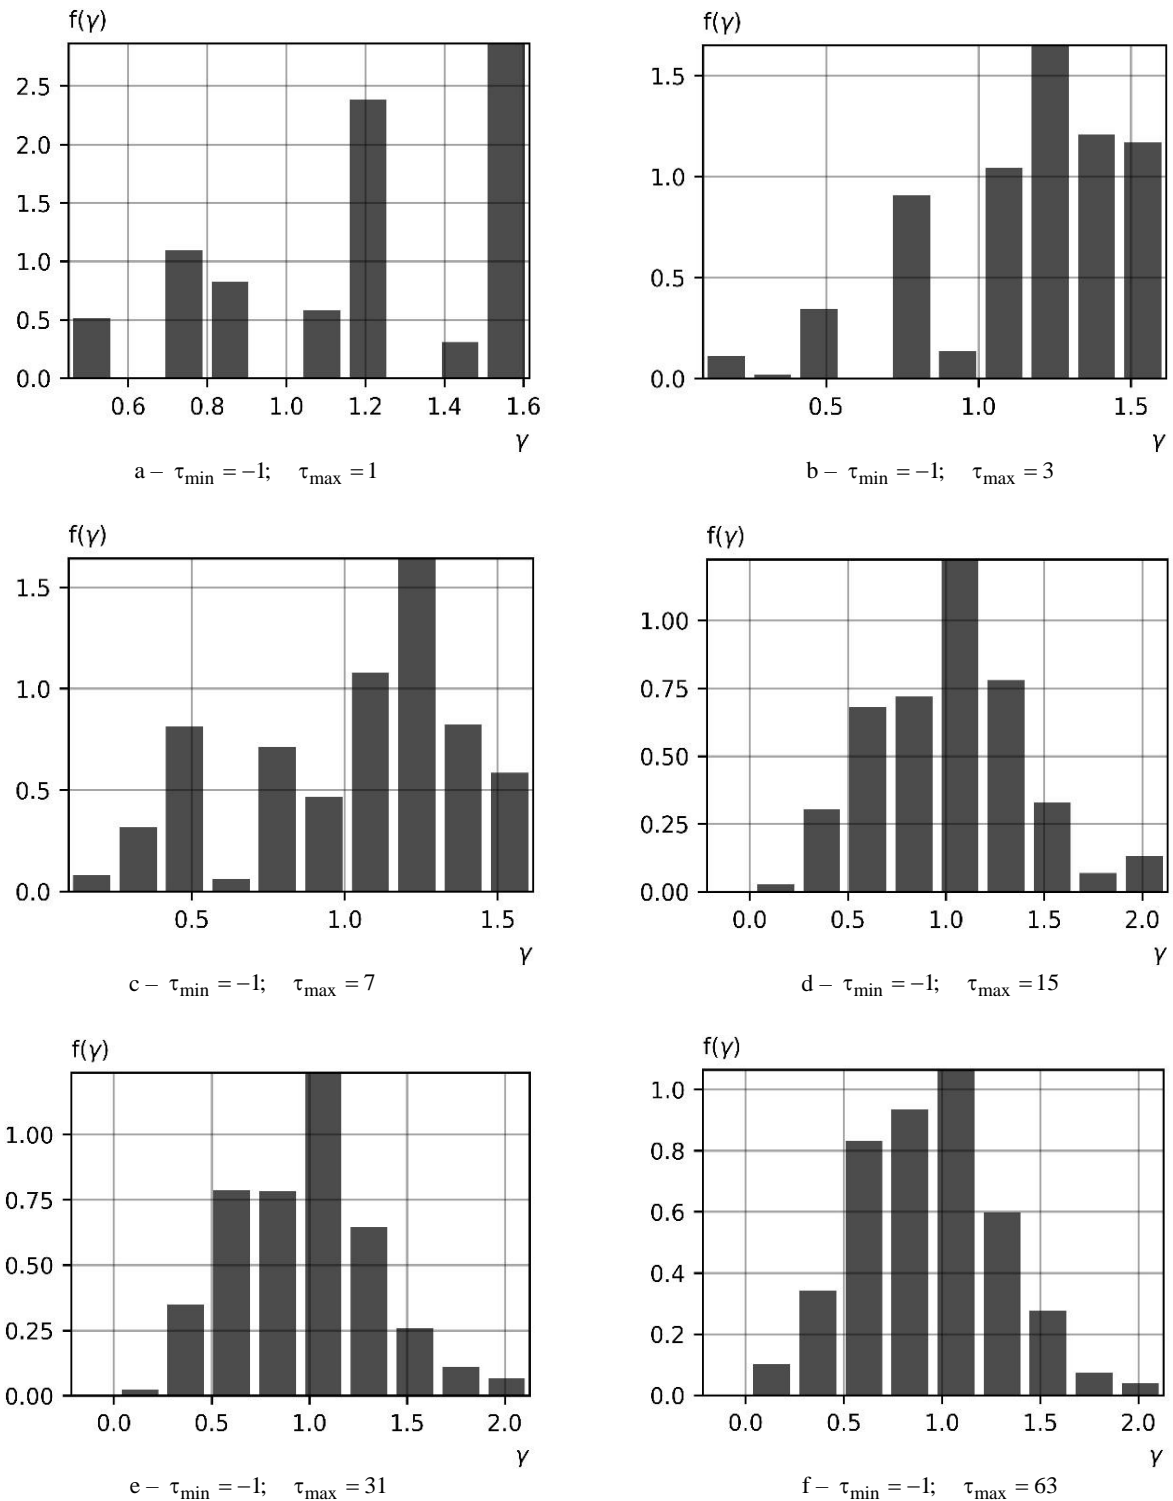 f(γ)
2.5
2.0
1.5
1.0
0.5
0.0
0.6 0.8 1.0 1.2 1.4 1.6
γ
a – τmin = –1; τmax = 1
f(γ)
1.5
1.0
0.5
0.0
0.5 1.0 1.5
γ
b – τmin = –1; τmax = 3
f(γ)
1.5
1.0
0.5
0.0
0.5 1.0 1.5
γ
c – τmin = –1; τmax = 7
f(γ)
1.00
0.75
0.50
0.25
0.00
0.0 0.5 1.0 1.5 2.0
γ
d – τmin = –1; τmax = 15
f(γ)
1.00
0.75
0.50
0.25
0.00
0.0 0.5 1.0 1.5 2.0
γ
e – τmin = –1; τmax = 31
f(γ)
1.0
0.8
0.6
0.4
0.2
0.0
0.0 0.5 1.0 1.5 2.0
γ
f – τmin = –1; τmax = 63